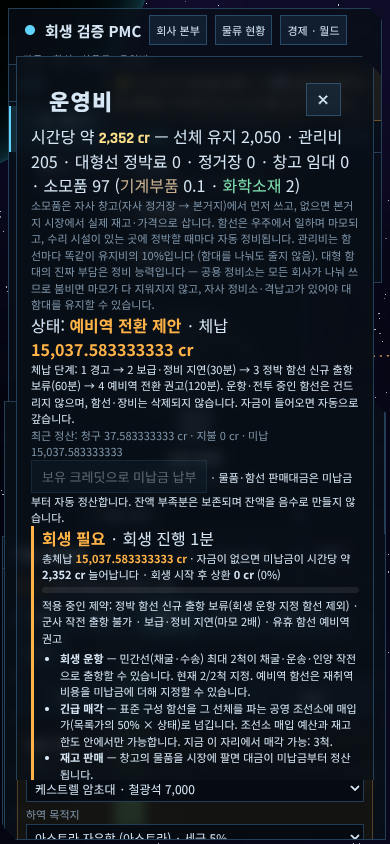 회생 검증 PMC
회사 본부
물류 현황
경제 · 월드
운영비
×
시간당 약 2,352 cr — 선체 유지 2,050 · 관리비
205 · 대형선 정박료 0 · 정거장 0 · 창고 임대 0
· 소모품 97 (기계부품 0.1 · 화학소재 2)
소모품은 자사 창고(자사 정거장 → 본거지)에서 먼저 쓰고, 없으면 본거
지 시장에서 실제 재고·가격으로 삽니다. 함선은 우주에서 일하며 마모되
고, 수리 시설이 있는 곳에 정박할 때마다 자동 정비됩니다. 관리비는 함
선마다 똑같이 유지비의 10%입니다 (함대를 나눠도 줄지 않음). 대형 함
대의 진짜 부담은 정비 능력입니다 — 공용 정비소는 모든 회사가 나눠 쓰
므로 붐비면 마모가 다 지워지지 않고, 자사 정비소·격납고가 있어야 대
함대를 유지할 수 있습니다.
상태: 예비역 전환 제안 · 체납
15,037.583333333 cr
체납 단계: 1 경고 → 2 보급·정비 지연(30분) → 3 정박 함선 신규 출항
보류(60분) → 4 예비역 전환 권고(120분). 운항·전투 중인 함선은 건드
리지 않으며, 함선·장비는 삭제되지 않습니다. 자금이 들어오면 자동으로
갚습니다.
최근 정산: 청구 37.583333333 cr · 지불 0 cr · 미납
15,037.583333333
보유 크레딧으로 미납금 납부
· 물품·함선 판매대금은 미납금
부터 자동 정산합니다. 잔액 부족분은 보존되며 잔액을 음수로 만들지 않
습니다.
회생 필요 · 회생 진행 1분
총체납 15,037.583333333 cr · 자금이 없으면 미납금이 시간당 약
2,352 cr 늘어납니다 · 회생 시작 후 상환 0 cr (0%)
적용 중인 제약: 정박 함선 신규 출항 보류(회생 운항 지정 함선 제외) ·
군사 작전 출항 불가 · 보급·정비 지연(마모 2배) · 유휴 함선 예비역
권고
• 회생 운항 — 민간선(채굴·수송) 최대 2척이 채굴·운송·인양 작전
으로 출항할 수 있습니다. 현재 2/2 지정. 예비역 함선은 재취역
비용을 미납금에 더해 지정할 수 있습니다.
• 긴급 매각 — 표준 구성 함선을 그 선체를 파는 공영 조선소에 매입
가(목록가의 50% × 상태)로 넘깁니다. 조선소 매입 예산과 재고
한도 안에서만 가능합니다. 지금 이 자리에서 매각 가능: 3척.
• 재고 판매 — 창고의 물품을 시장에 팔면 대금이 미납금부터 정산
됩니다.
케스트렐 암초대 · 철광석 7,000
하역 목적지
아스트라 자유항 (아스트라) · 세금 5%